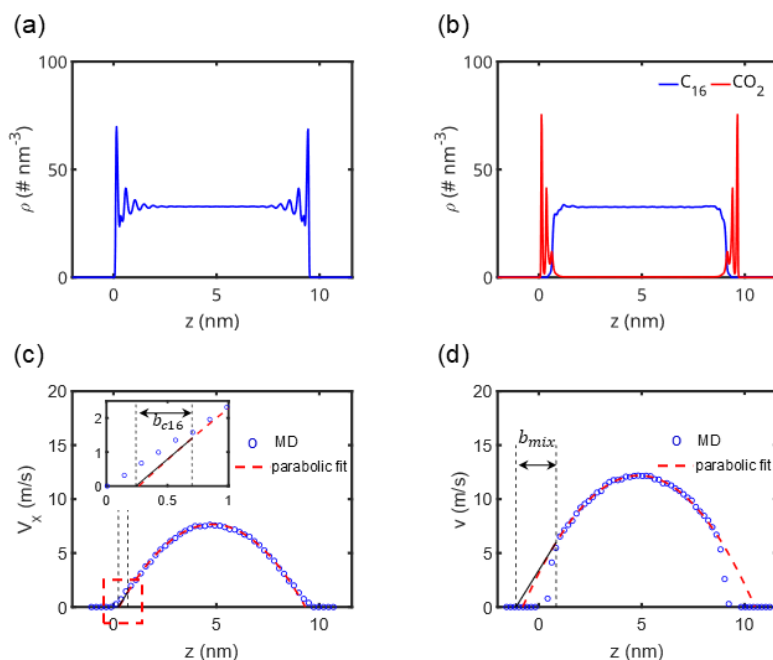 (a)
100
50
0
ρ (# nm⁻³)
0 5 10
z (nm)
(b)
C₁₆ CO₂
100
50
0
ρ (# nm⁻³)
0 5 10
z (nm)
(c)
20
15
10
5
0
Vₓ (m/s)
2
1
0
0 0.5 1
b_c16
MD
parabolic fit
0 5 10
z (nm)
(d)
20
15
10
5
0
v (m/s)
b_mix
MD
parabolic fit
0 5 10
z (nm)